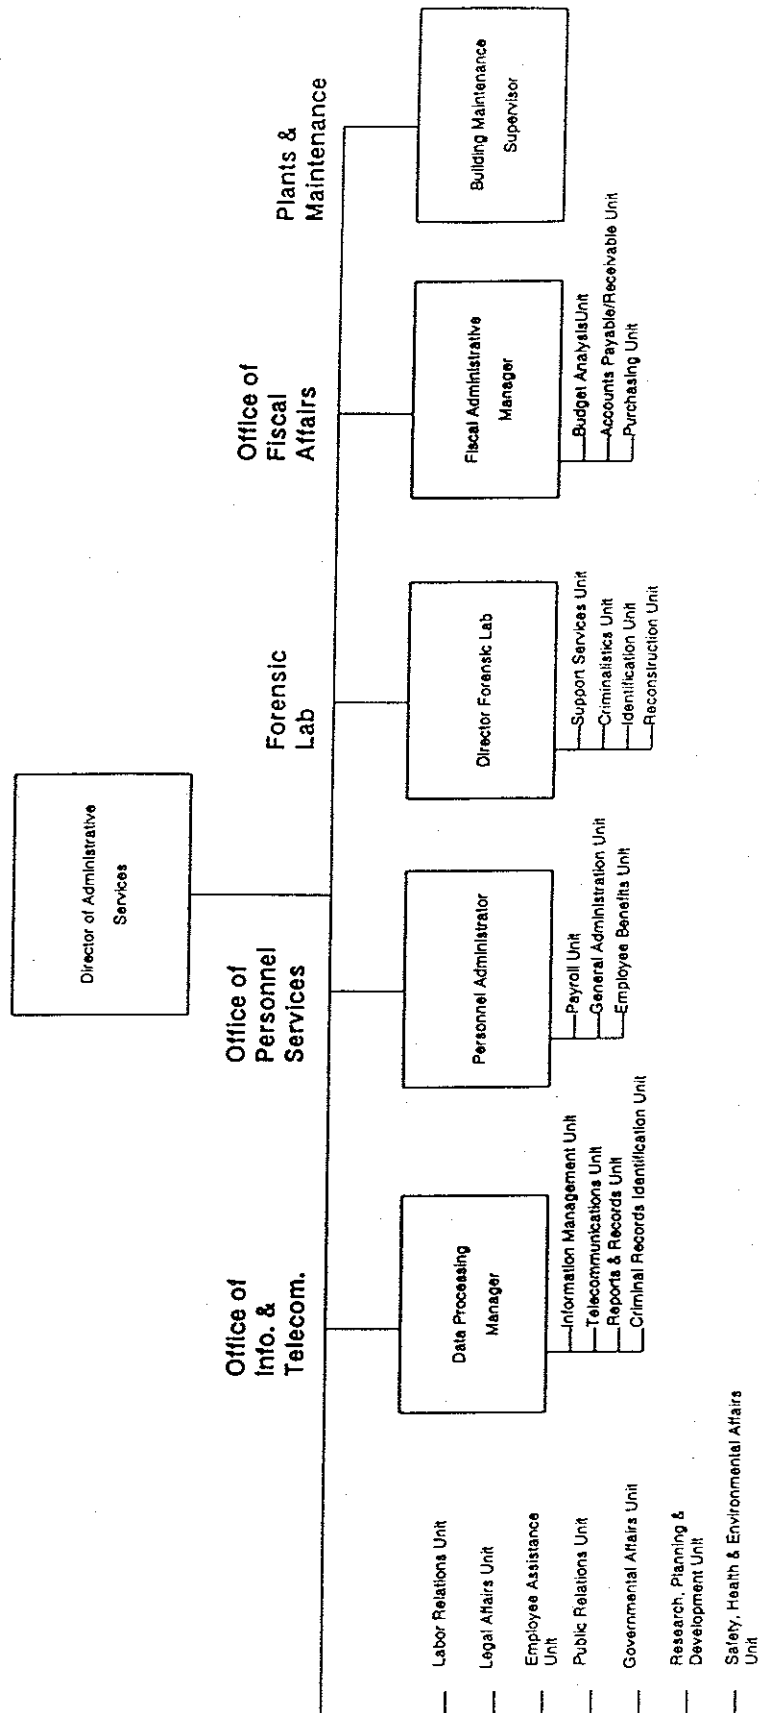 Director of Administrative
Services
Office of
Info. &
Telecom.
Office of
Personnel
Services
Forensic
Lab
Office of
Fiscal
Affairs
Plants &
Maintenance
Data Processing
Manager
Personnel Administrator
Director Forensic Lab
Fiscal Administrative
Manager
Building Maintenance
Supervisor
Labor Relations Unit
Legal Affairs Unit
Employee Assistance
Unit
Public Relations Unit
Governmental Affairs Unit
Research, Planning &
Development Unit
Safety, Health & Environmental Affairs
Unit
Information Management Unit
Telecommunications Unit
Reports & Records Unit
Criminal Records Identification Unit
Payroll Unit
General Administration Unit
Employee Benefits Unit
Support Services Unit
Criminalistics Unit
Identification Unit
Reconstruction Unit
Budget AnalysisUnit
Accounts Payable/Receivable Unit
Purchasing Unit